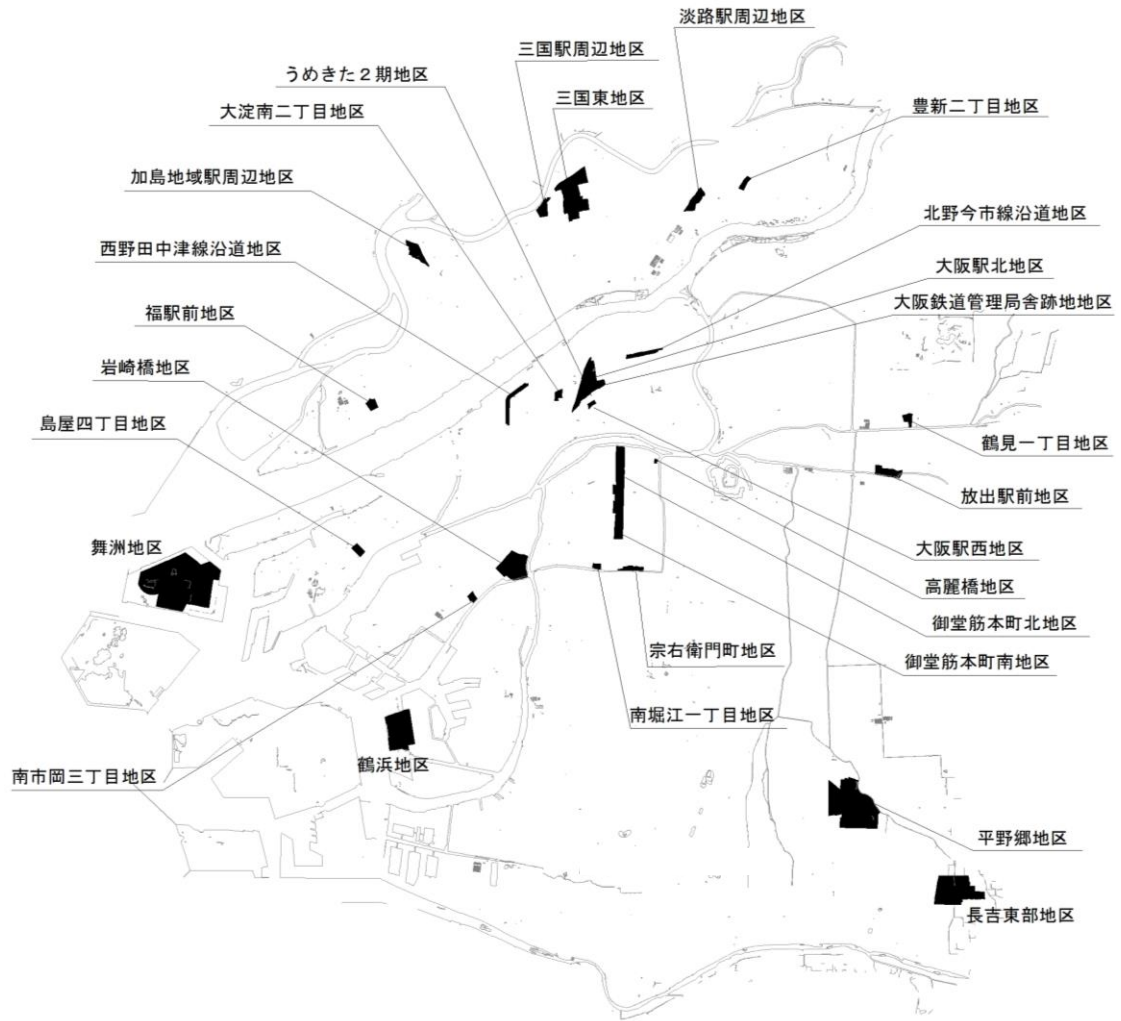 淡路駅周辺地区
三国駅周辺地区
うめきた２期地区
三国東地区
豊新二丁目地区
大淀南二丁目地区
加島地域駅周辺地区
北野今市線沿道地区
西野田中津線沿道地区
大阪駅北地区
大阪鉄道管理局舎跡地地区
福駅前地区
岩崎橋地区
島屋四丁目地区
鶴見一丁目地区
放出駅前地区
舞洲地区
大阪駅西地区
高麗橋地区
御堂筋本町北地区
宗右衛門町地区
御堂筋本町南地区
南堀江一丁目地区
鶴浜地区
南市岡三丁目地区
平野郷地区
長吉東部地区